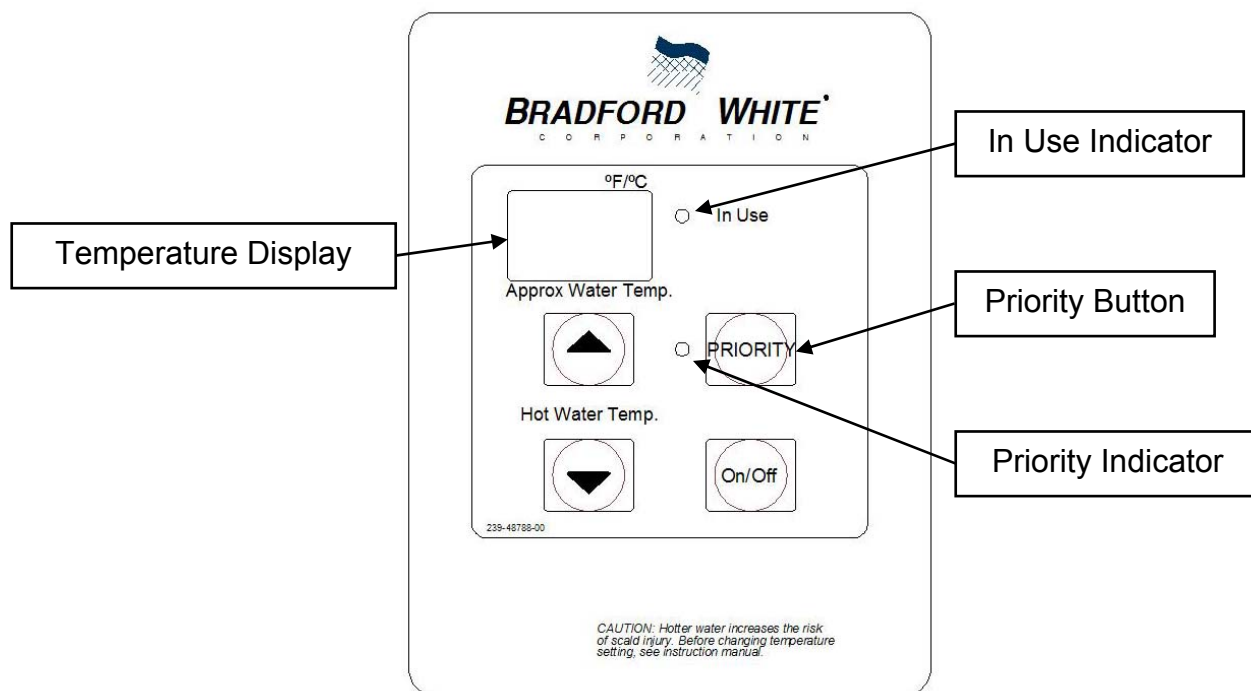 BRADFORD WHITE
CORPORATION
In Use Indicator
ºF/ºC
In Use
Temperature Display
Approx Water Temp.
Priority Button
PRIORITY
Hot Water Temp.
Priority Indicator
On/Off
239-48788-00
CAUTION: Hotter water increases the risk
of scald injury. Before changing temperature
setting, see instruction manual.